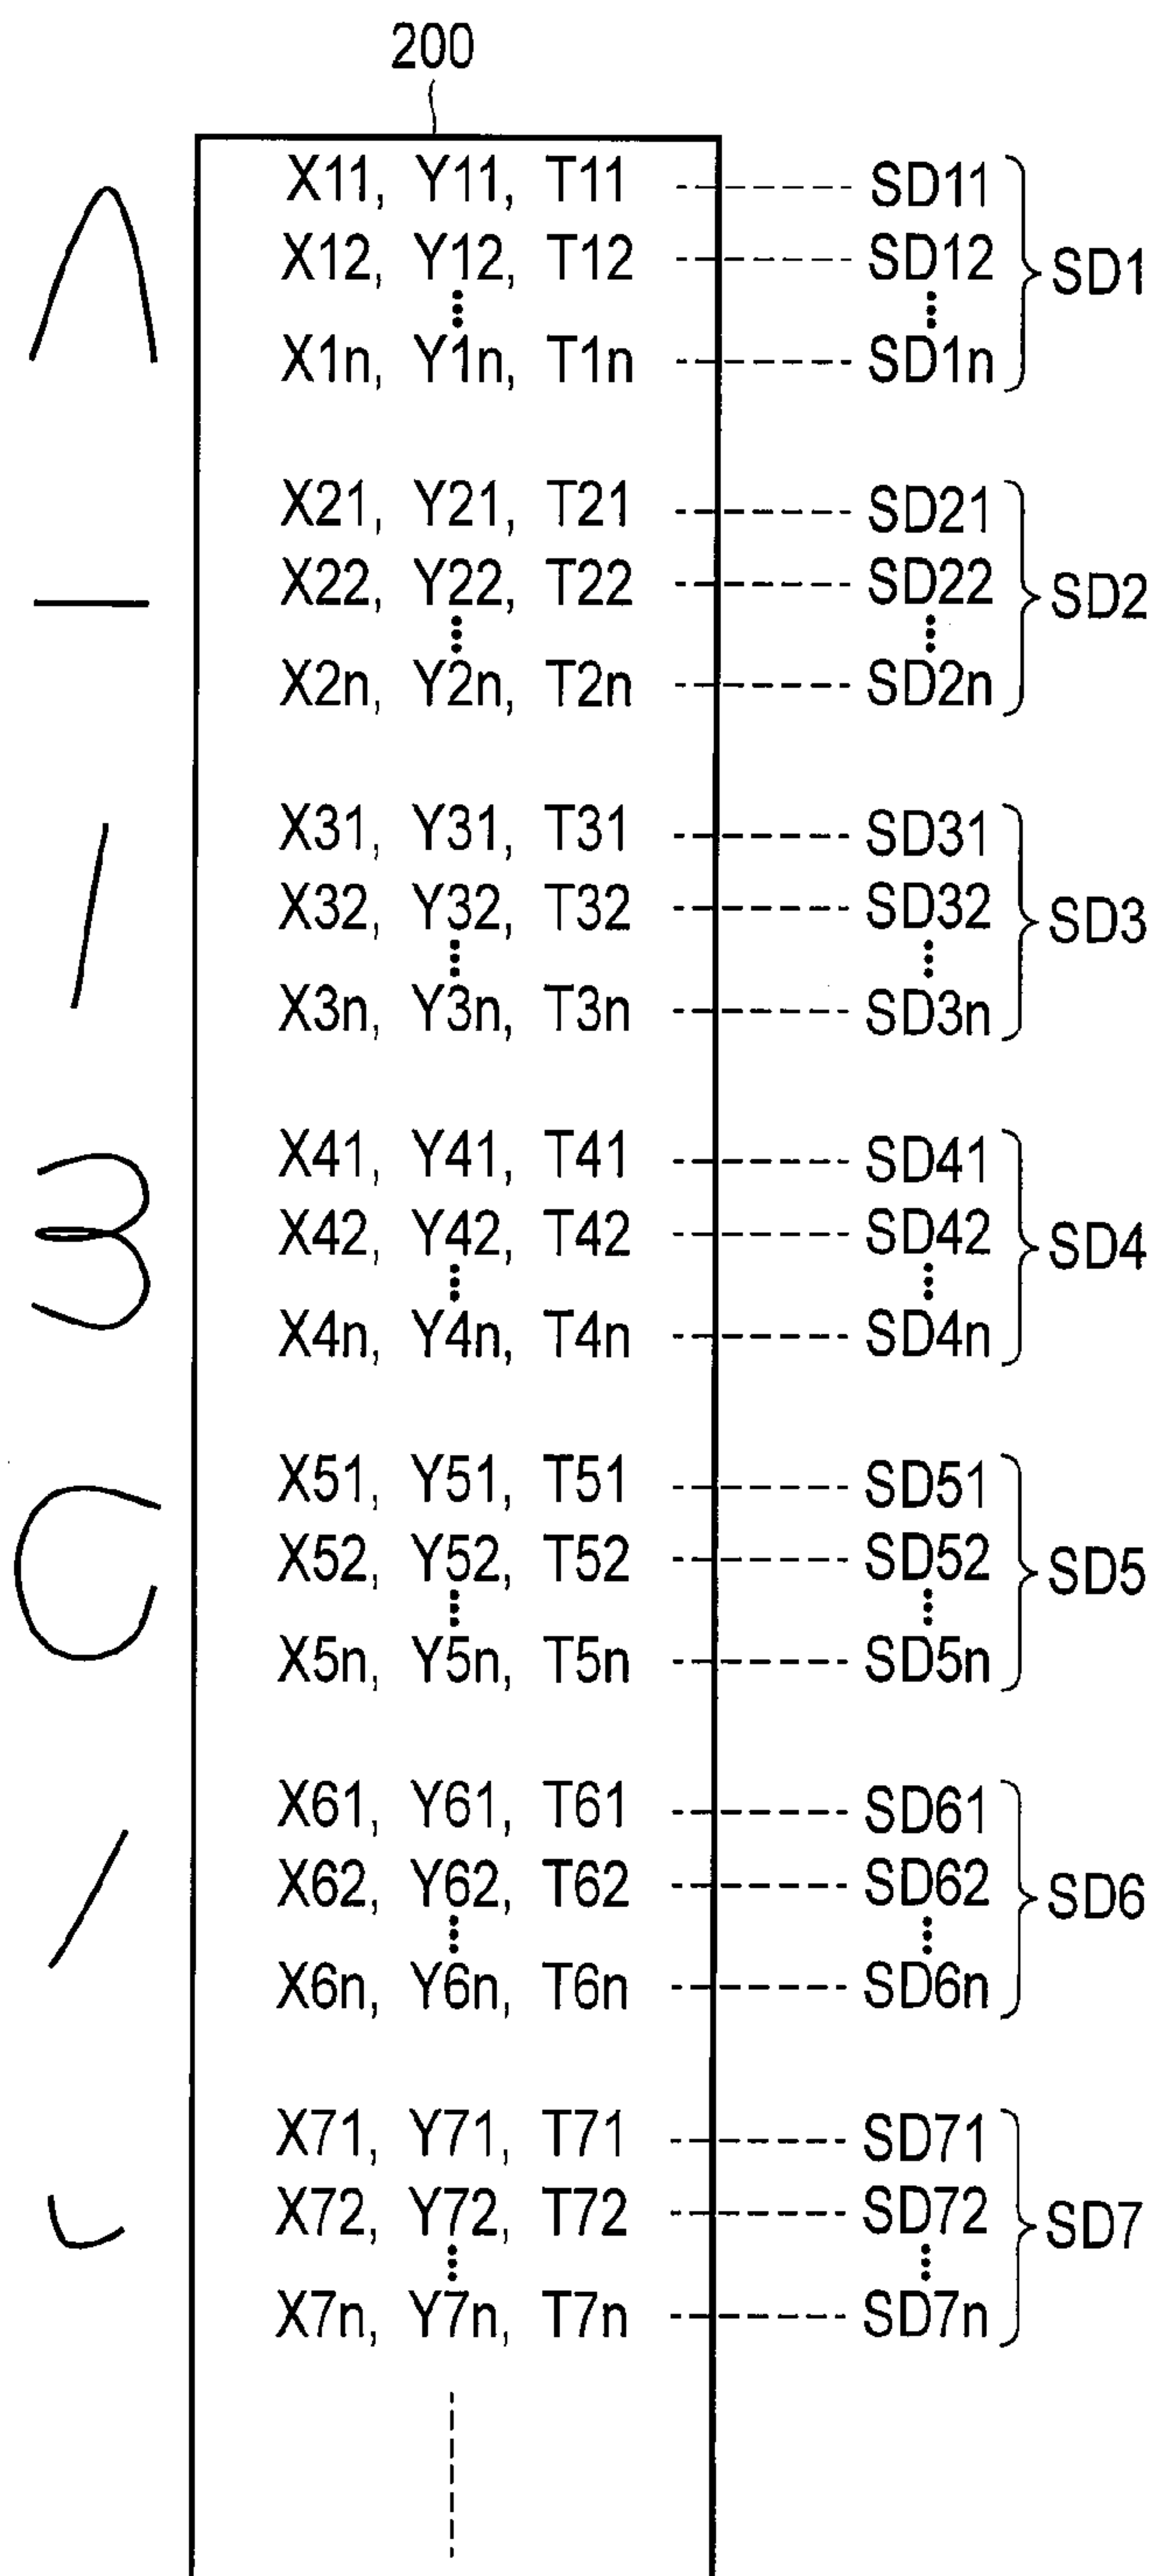 200
X11, Y11, T11 SD11
X12, Y12, T12 SD12 SD1
X1n, Y1n, T1n SD1n
X21, Y21, T21 SD21
X22, Y22, T22 SD22 SD2
X2n, Y2n, T2n SD2n
X31, Y31, T31 SD31
X32, Y32, T32 SD32 SD3
X3n, Y3n, T3n SD3n
X41, Y41, T41 SD41
X42, Y42, T42 SD42 SD4
X4n, Y4n, T4n SD4n
X51, Y51, T51 SD51
X52, Y52, T52 SD52 SD5
X5n, Y5n, T5n SD5n
X61, Y61, T61 SD61
X62, Y62, T62 SD62 SD6
X6n, Y6n, T6n SD6n
X71, Y71, T71 SD71
X72, Y72, T72 SD72 SD7
X7n, Y7n, T7n SD7n